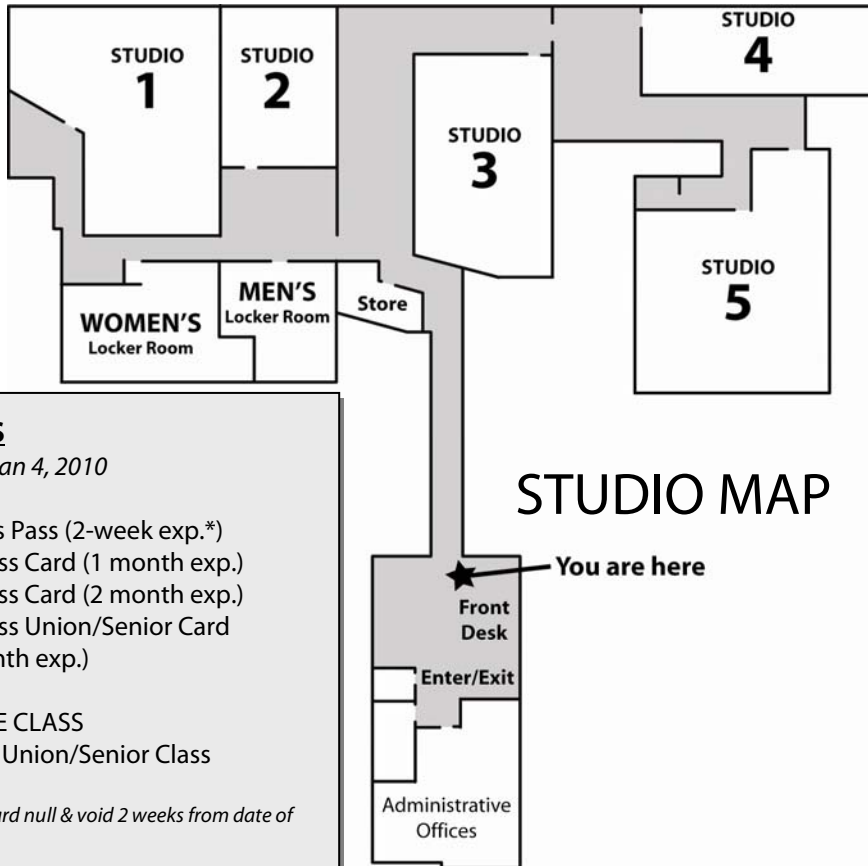 STUDIO
1
STUDIO
2
STUDIO
3
STUDIO
4
STUDIO
5
WOMEN'S
Locker Room
MEN'S
Locker Room
Store
STUDIO MAP
You are here
Front
Desk
Enter/Exit
Administrative
Offices
an 4, 2010
s Pass (2-week exp.*)
ss Card (1 month exp.)
ss Card (2 month exp.)
ss Union/Senior Card
nth exp.)
E CLASS
Union/Senior Class
ard null & void 2 weeks from date of